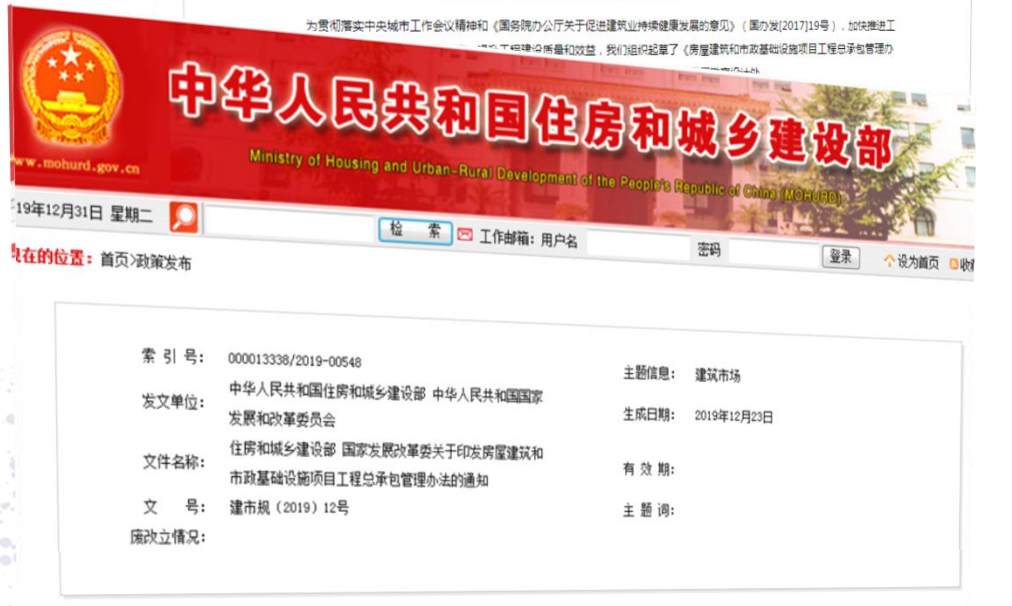 为贯彻落实中央城市工作会议精神和《国务院办公厅关于促进建筑业持续健康发展的意见》（国办发[2017]19号），加快推进工
工程建设质量和效益，我们组织起草了《房屋建筑和市政基础设施项目工程总承包管理办
中华人民共和国住房和城乡建设部
Ministry of Housing and Urban-Rural Development of the People's Republic of China (MOHURD)
www.mohurd.gov.cn
19年12月31日 星期二 检 索 工作邮箱：用户名 密码 登录 设为首页 收
在的位置：首页>政策发布
索 引 号： 000013338/2019-00548 主题信息： 建筑市场
发文单位： 中华人民共和国住房和城乡建设部 中华人民共和国国家
发展和改革委员会 生成日期： 2019年12月23日
文件名称： 住房和城乡建设部 国家发展改革委关于印发房屋建筑和
市政基础设施项目工程总承包管理办法的通知 有 效 期：
文 号： 建市规（2019）12号 主 题 词：
废改立情况：